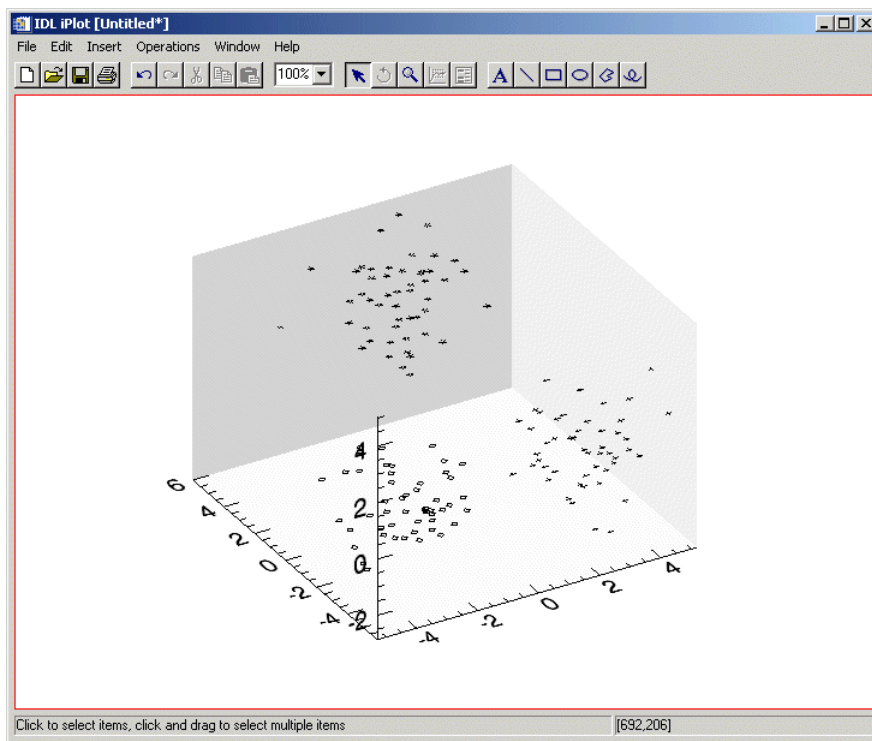 IDL iPlot [Untitled*]
File Edit Insert Operations Window Help
100% A
6 4 2 0 -2 -4
4 2 0 -2
-4 -2 0 2 4
Click to select items, click and drag to select multiple items [692,206]